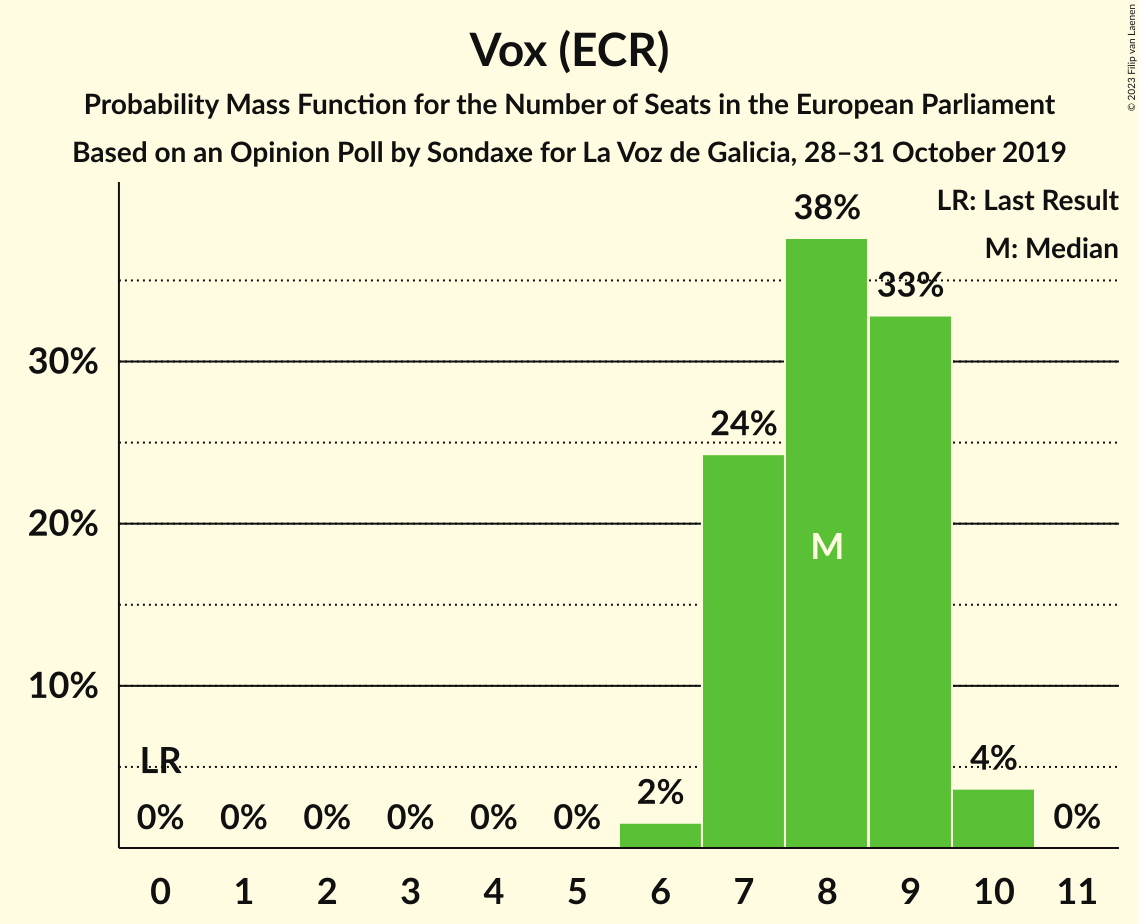 © 2023 Filip van Laenen
Vox (ECR)
Probability Mass Function for the Number of Seats in the European Parliament
Based on an Opinion Poll by Sondaxe for La Voz de Galicia, 28–31 October 2019
LR: Last Result
M: Median
38%
33%
30%
24%
20%
M
10%
LR
0% 0% 0% 0% 0% 0% 2% 4% 0%
0 1 2 3 4 5 6 7 8 9 10 11